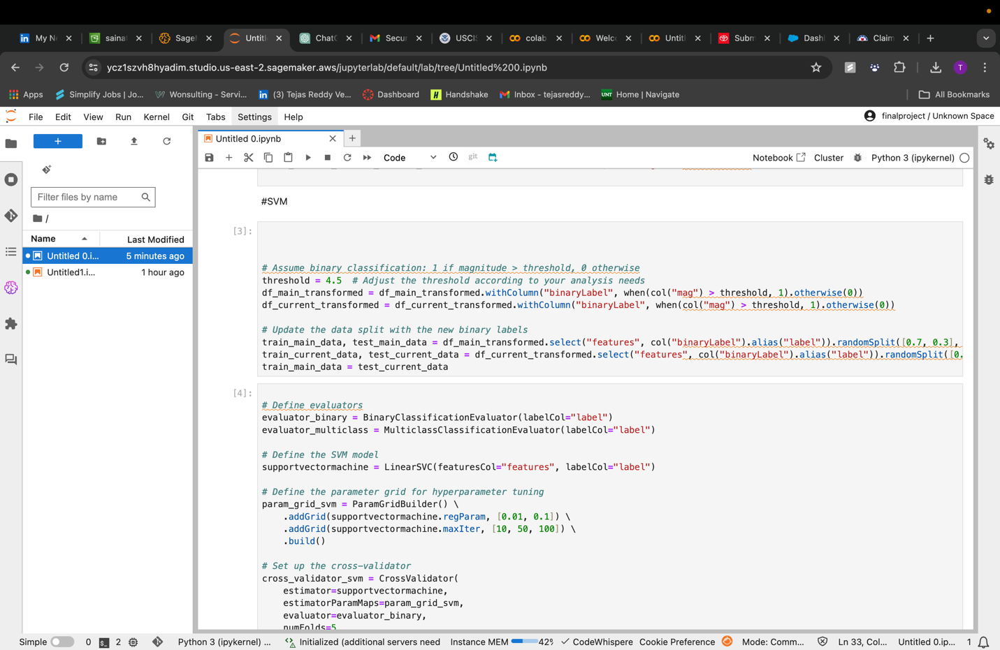 My N
saina
Sage
Untitl
Chat
Secur
USCI
colab
Welc
Untitl
Subm
Dash
Claim
ycz1szvh8hyadim.studio.us-east-2.sagemaker.aws/jupyterlab/default/lab/tree/Untitled%200.ipynb
T
Apps
Simplify Jobs | Jo...
Wonsulting - Servi...
(3) Tejas Reddy Ve...
Dashboard
Handshake
Inbox - tejasreddy...
UNT
Home | Navigate
All Bookmarks
File Edit View Run Kernel Git Tabs Settings Help
finalproject / Unknown Space
Untitled 0.ipynb
Code
git
Notebook
Cluster
Python 3 (ipykernel)
Filter files by name
/
Name
Last Modified
Untitled 0.i... 5 minutes ago
Untitled1.i... 1 hour ago
#SVM
[3]:
# Assume binary classification: 1 if magnitude > threshold, 0 otherwise
threshold = 4.5  # Adjust the threshold according to your analysis needs
df_main_transformed = df_main_transformed.withColumn("binaryLabel", when(col("mag") > threshold, 1).otherwise(0))
df_current_transformed = df_current_transformed.withColumn("binaryLabel", when(col("mag") > threshold, 1).otherwise(0))
# Update the data split with the new binary labels
train_main_data, test_main_data = df_main_transformed.select("features", col("binaryLabel").alias("label")).randomSplit([0.7, 0.3],
train_current_data, test_current_data = df_current_transformed.select("features", col("binaryLabel").alias("label")).randomSplit([0.
train_main_data = test_current_data
[4]:
# Define evaluators
evaluator_binary = BinaryClassificationEvaluator(labelCol="label")
evaluator_multiclass = MulticlassClassificationEvaluator(labelCol="label")
# Define the SVM model
supportvectormachine = LinearSVC(featuresCol="features", labelCol="label")
# Define the parameter grid for hyperparameter tuning
param_grid_svm = ParamGridBuilder() \
.addGrid(supportvectormachine.regParam, [0.01, 0.1]) \
.addGrid(supportvectormachine.maxIter, [10, 50, 100]) \
.build()
# Set up the cross-validator
cross_validator_svm = CrossValidator(
estimator=supportvectormachine,
estimatorParamMaps=param_grid_svm,
evaluator=evaluator_binary,
numFolds=5
Simple 0 2 Python 3 (ipykernel) ... Initialized (additional servers need Instance MEM 42% CodeWhispere Cookie Preference Mode: Comm... Ln 33, Col... Untitled 0.ip... 1